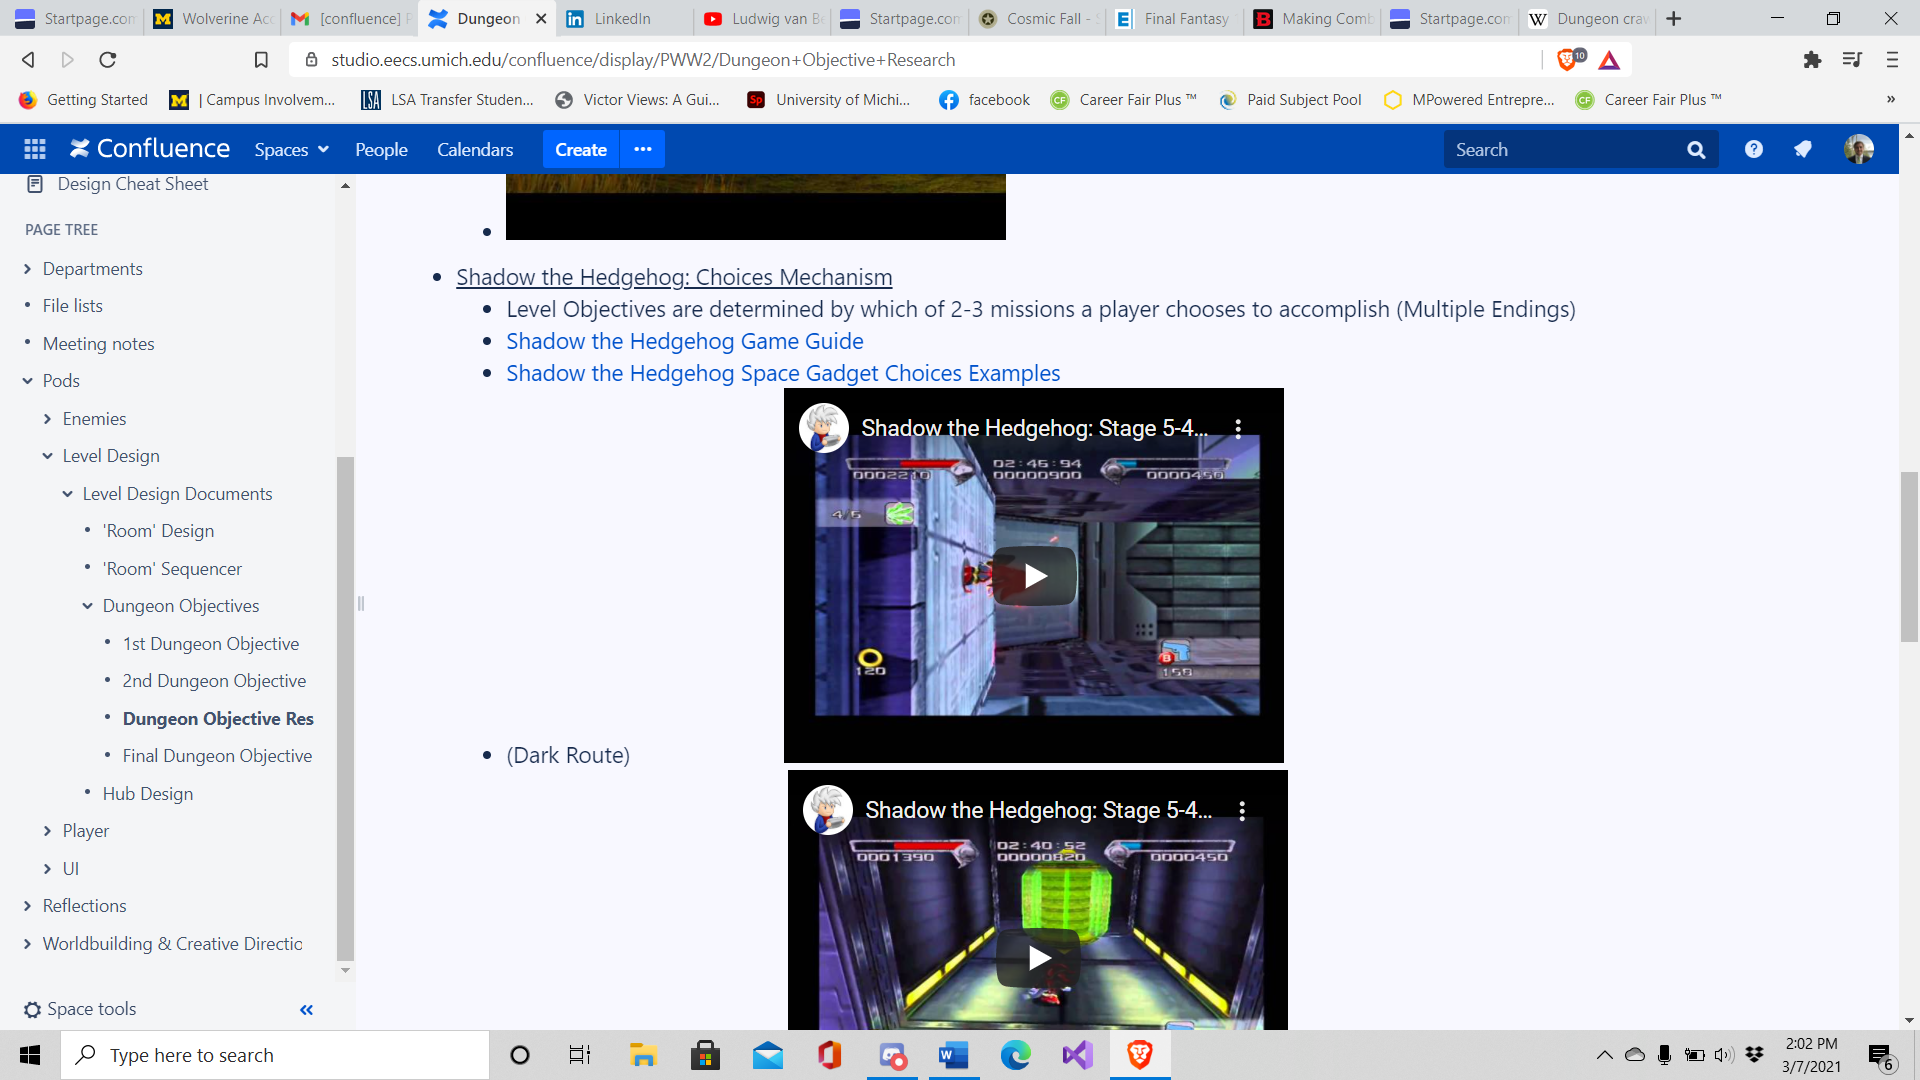 Startpage.com
Wolverine Acc
[confluence] P
Dungeon
LinkedIn
Ludwig van Be
Startpage.com
Cosmic Fall - S
Final Fantasy
Making Comb
Startpage.com
Dungeon craw
studio.eecs.umich.edu/confluence/display/PWW2/Dungeon+Objective+Research
10
Getting Started
| Campus Involvem...
LSA Transfer Studen...
Victor Views: A Gui...
University of Michi...
facebook
Career Fair Plus ™
Paid Subject Pool
MPowered Entrepre...
Career Fair Plus ™
»
Confluence
Spaces
People
Calendars
Create
Search
Design Cheat Sheet
PAGE TREE
Departments
File lists
Meeting notes
Pods
Enemies
Level Design
Level Design Documents
'Room' Design
'Room' Sequencer
Dungeon Objectives
1st Dungeon Objective
2nd Dungeon Objective
Dungeon Objective Res
Final Dungeon Objective
Hub Design
Player
UI
Reflections
Worldbuilding & Creative Directio
Space tools
«
Shadow the Hedgehog: Choices Mechanism
Level Objectives are determined by which of 2-3 missions a player chooses to accomplish (Multiple Endings)
Shadow the Hedgehog Game Guide
Shadow the Hedgehog Space Gadget Choices Examples
Shadow the Hedgehog: Stage 5-4...
02:46:94
0002210
00000900
0000450
4/5
120
B
158
(Dark Route)
Shadow the Hedgehog: Stage 5-4...
02:40:52
0001390
00000820
0000450
Type here to search
2:02 PM
3/7/2021
6